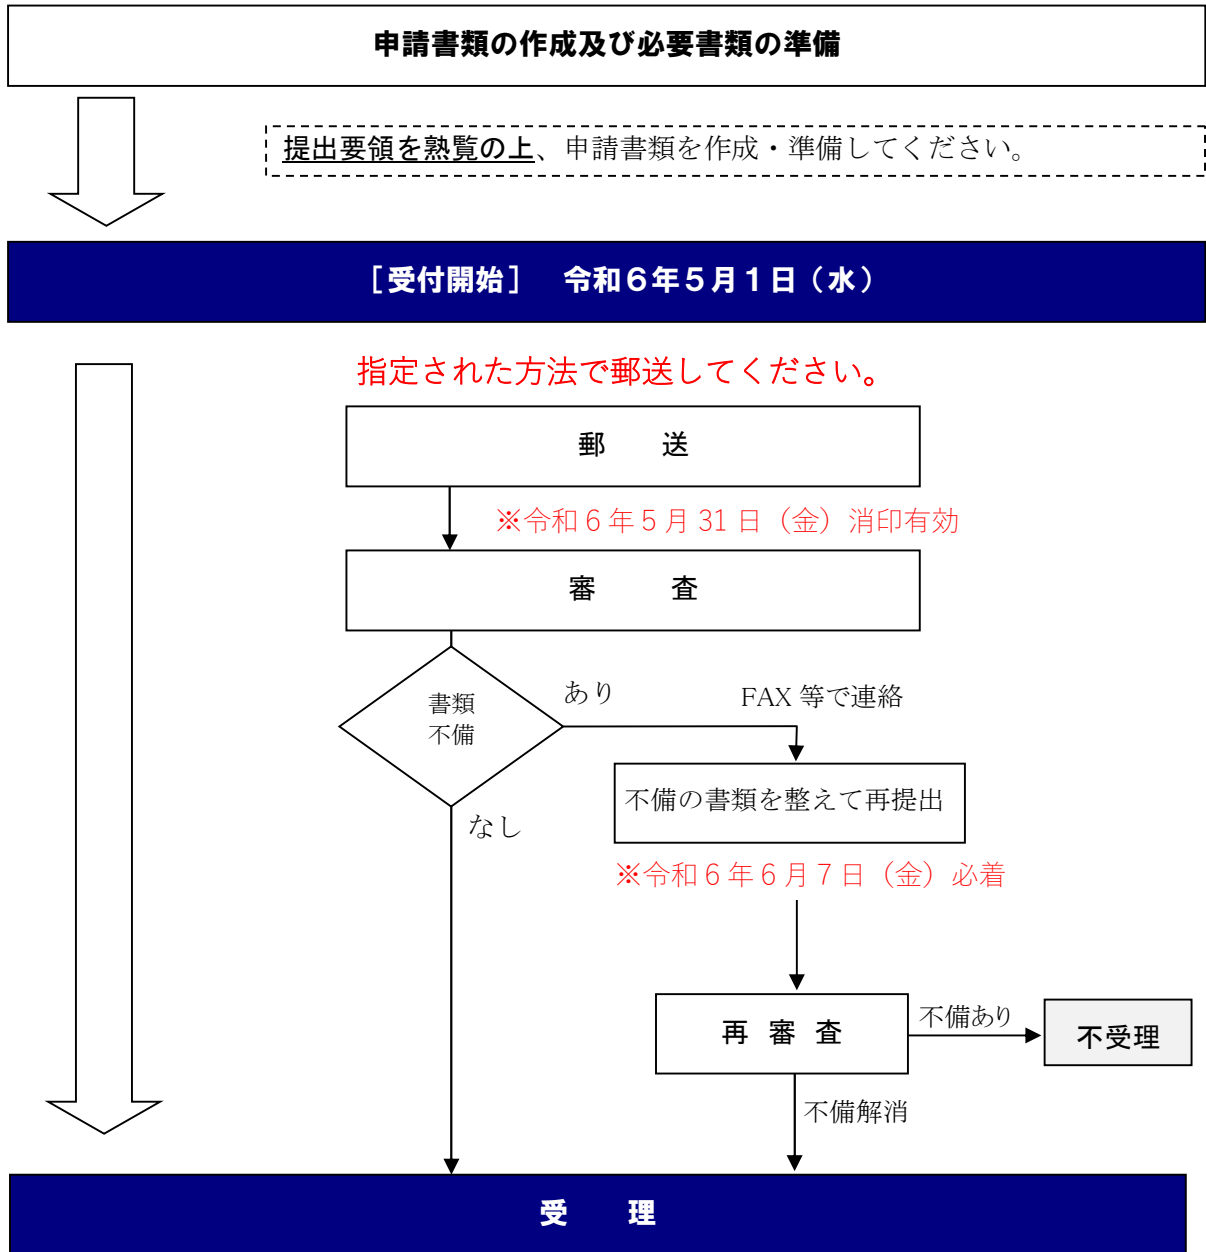 申請書類の作成及び必要書類の準備
提出要領を熟覧の上、申請書類を作成・準備してください。
［受付開始］　令和６年５月１日（水）
指定された方法で郵送してください。
郵　　送
※令和６年５月 31 日（金）消印有効
審　　　査
書類
不備
あり
FAX 等で連絡
不備の書類を整えて再提出
なし
※令和６年６月７日（金）必着
再 審 査
不備あり
不受理
不備解消
受　　理